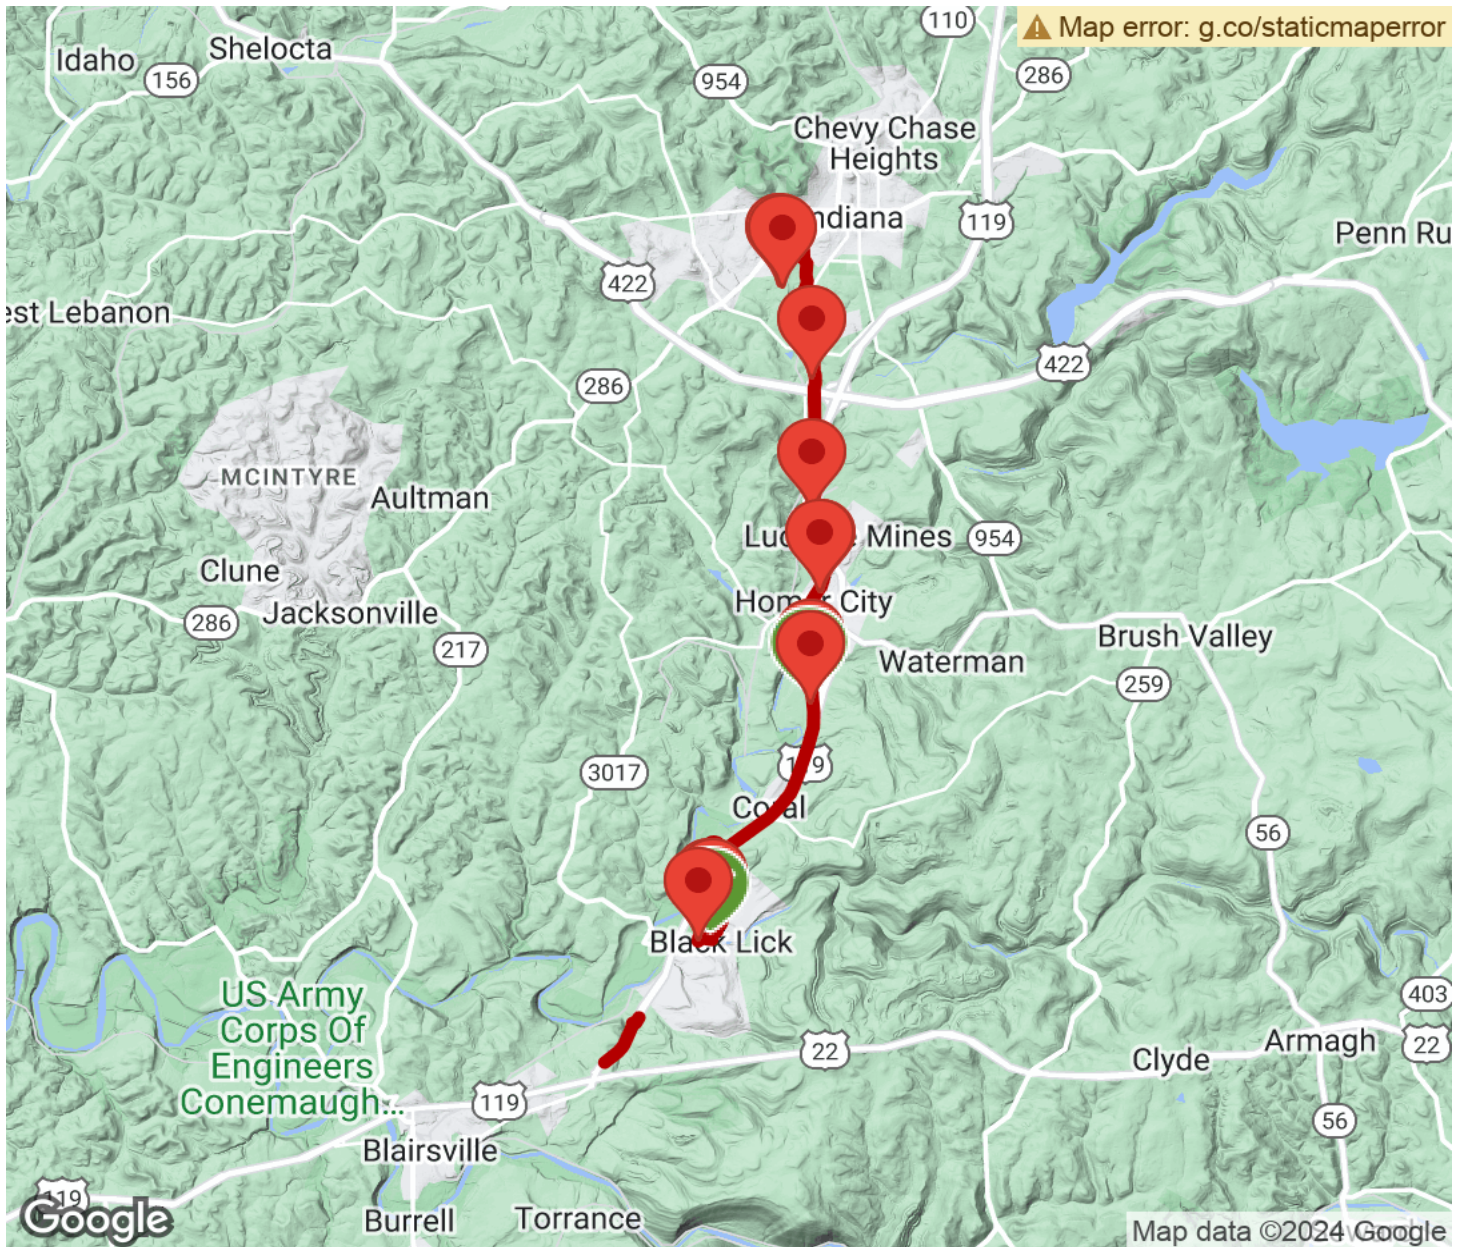 110
Map error: g.co/staticmaperror
Idaho
Shelocta
156
954
286
Chevy Chase
Heights
ndiana
119
Penn Ru
422
est Lebanon
422
286
MCINTYRE
Aultman
Mines
954
Clune
Homer City
Jacksonville
286
217
Brush Valley
Waterman
259
3017
Coral
56
Black Lick
US Army
Corps Of
Engineers
Conemaugh...
403
22
Armagh
22
Clyde
119
56
Blairsville
119
Google
Burrell
Torrance
Map data ©2024 Google